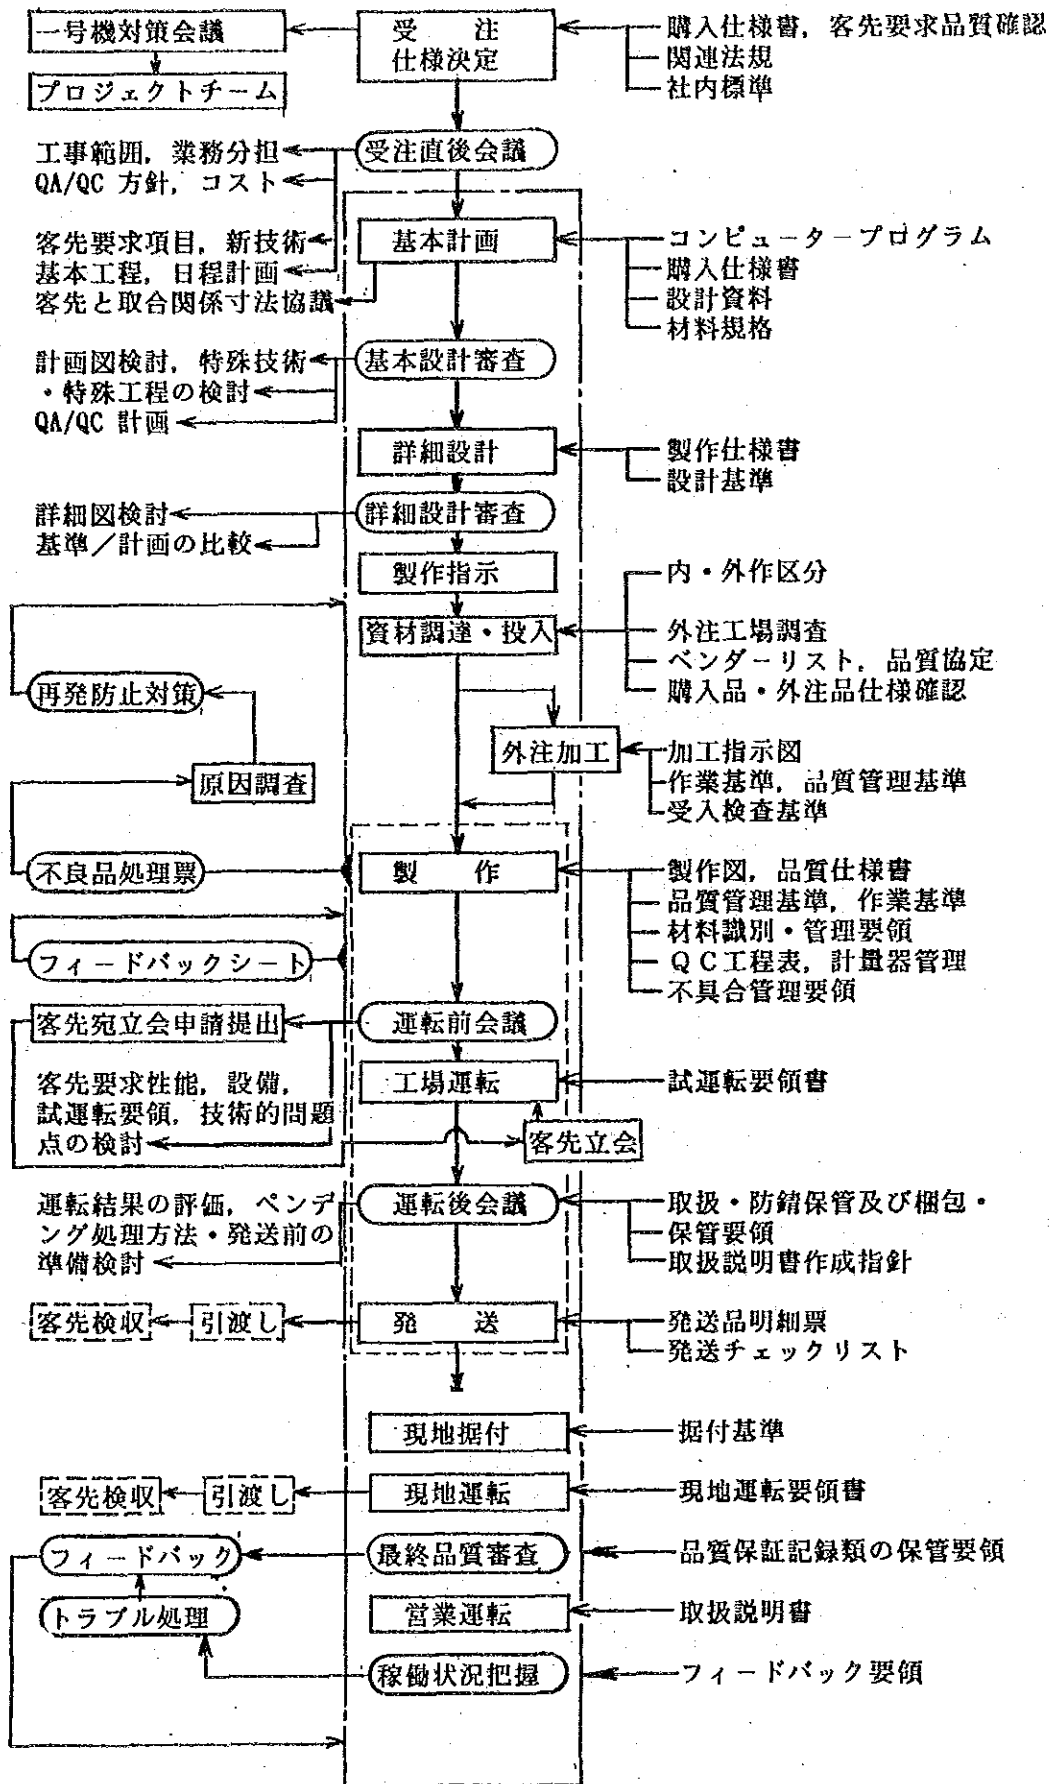 一号機対策会議
プロジェクトチーム
受　注
仕様決定
購入仕様書，客先要求品質確認
関連法規
社内標準
受注直後会議
工事範囲，業務分担
QA/QC 方針，コスト
客先要求項目，新技術
基本工程，日程計画
客先と取合関係寸法協議
基本計画
コンピュータープログラム
購入仕様書
設計資料
材料規格
計画図検討，特殊技術
・特殊工程の検討
QA/QC 計画
基本設計審査
詳細設計
製作仕様書
設計基準
詳細図検討
基準／計画の比較
詳細設計審査
製作指示
資材調達・投入
内・外作区分
外注工場調査
ベンダーリスト，品質協定
購入品・外注品仕様確認
再発防止対策
原因調査
外注加工
加工指示図
作業基準，品質管理基準
受入検査基準
不良品処理票
製　作
製作図，品質仕様書
品質管理基準，作業基準
材料識別・管理要領
ＱＣ工程表，計量器管理
不具合管理要領
フィードバックシート
客先宛立会申請提出
運転前会議
客先要求性能，設備，
試運転要領，技術的問題
点の検討
工場運転
試運転要領書
客先立会
運転結果の評価，ペンデ
ング処理方法・発送前の
準備検討
運転後会議
取扱・防錆保管及び梱包・
保管要領
取扱説明書作成指針
客先検収
引渡し
発　送
発送品明細票
発送チェックリスト
現地据付
据付基準
客先検収
引渡し
現地運転
現地運転要領書
フィードバック
最終品質審査
品質保証記録類の保管要領
トラブル処理
営業運転
取扱説明書
稼働状況把握
フィードバック要領